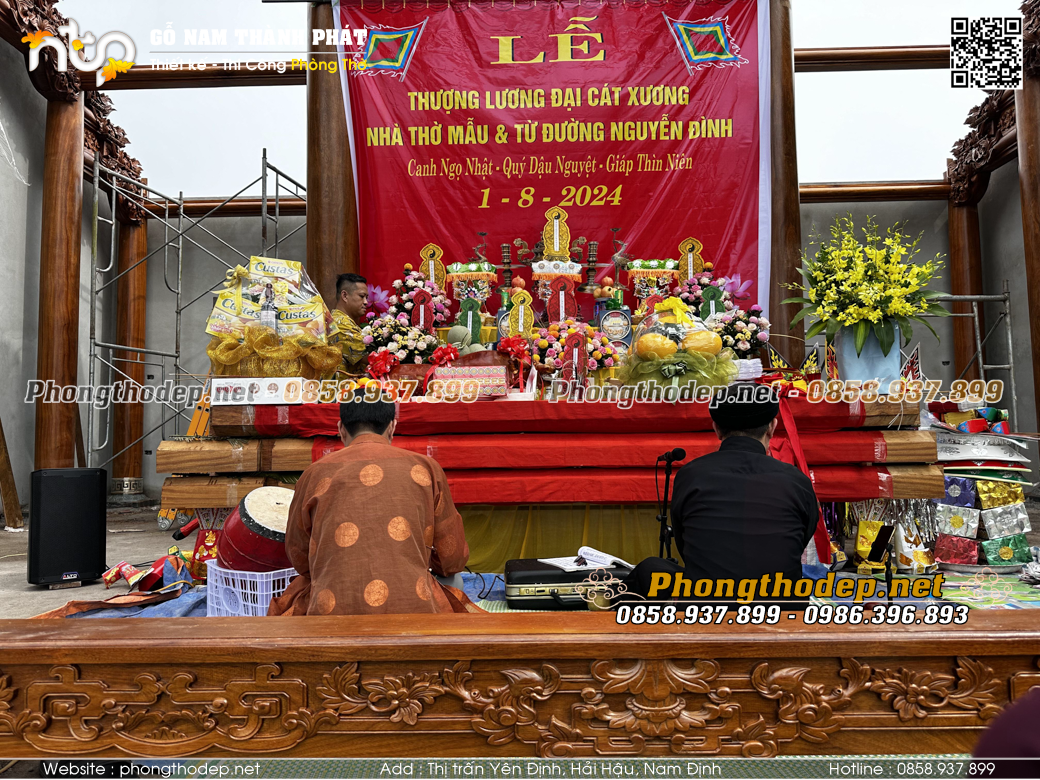 GỖ NAM THÀNH PHÁT
Thiết kế - Thi Công Phòng Thờ
ntp
LỄ
THƯỢNG LƯƠNG ĐẠI CÁT XƯƠNG
NHÀ THỜ MẪU & TỪ ĐƯỜNG NGUYỄN ĐÌNH
Canh Ngọ Nhật - Quý Dậu Nguyệt - Giáp Thìn Niên
1 - 8 - 2024
Custas
Custas
Custas
Phongthodep.net - 0858.937.899
Phongthodep.net - 0858.937.899
Phongthodep.net
0858.937.899 - 0986.396.893
Website : phongthodep.net
Add : Thị trấn Yên Định, Hải Hậu, Nam Định
Hotline : 0858.937.899